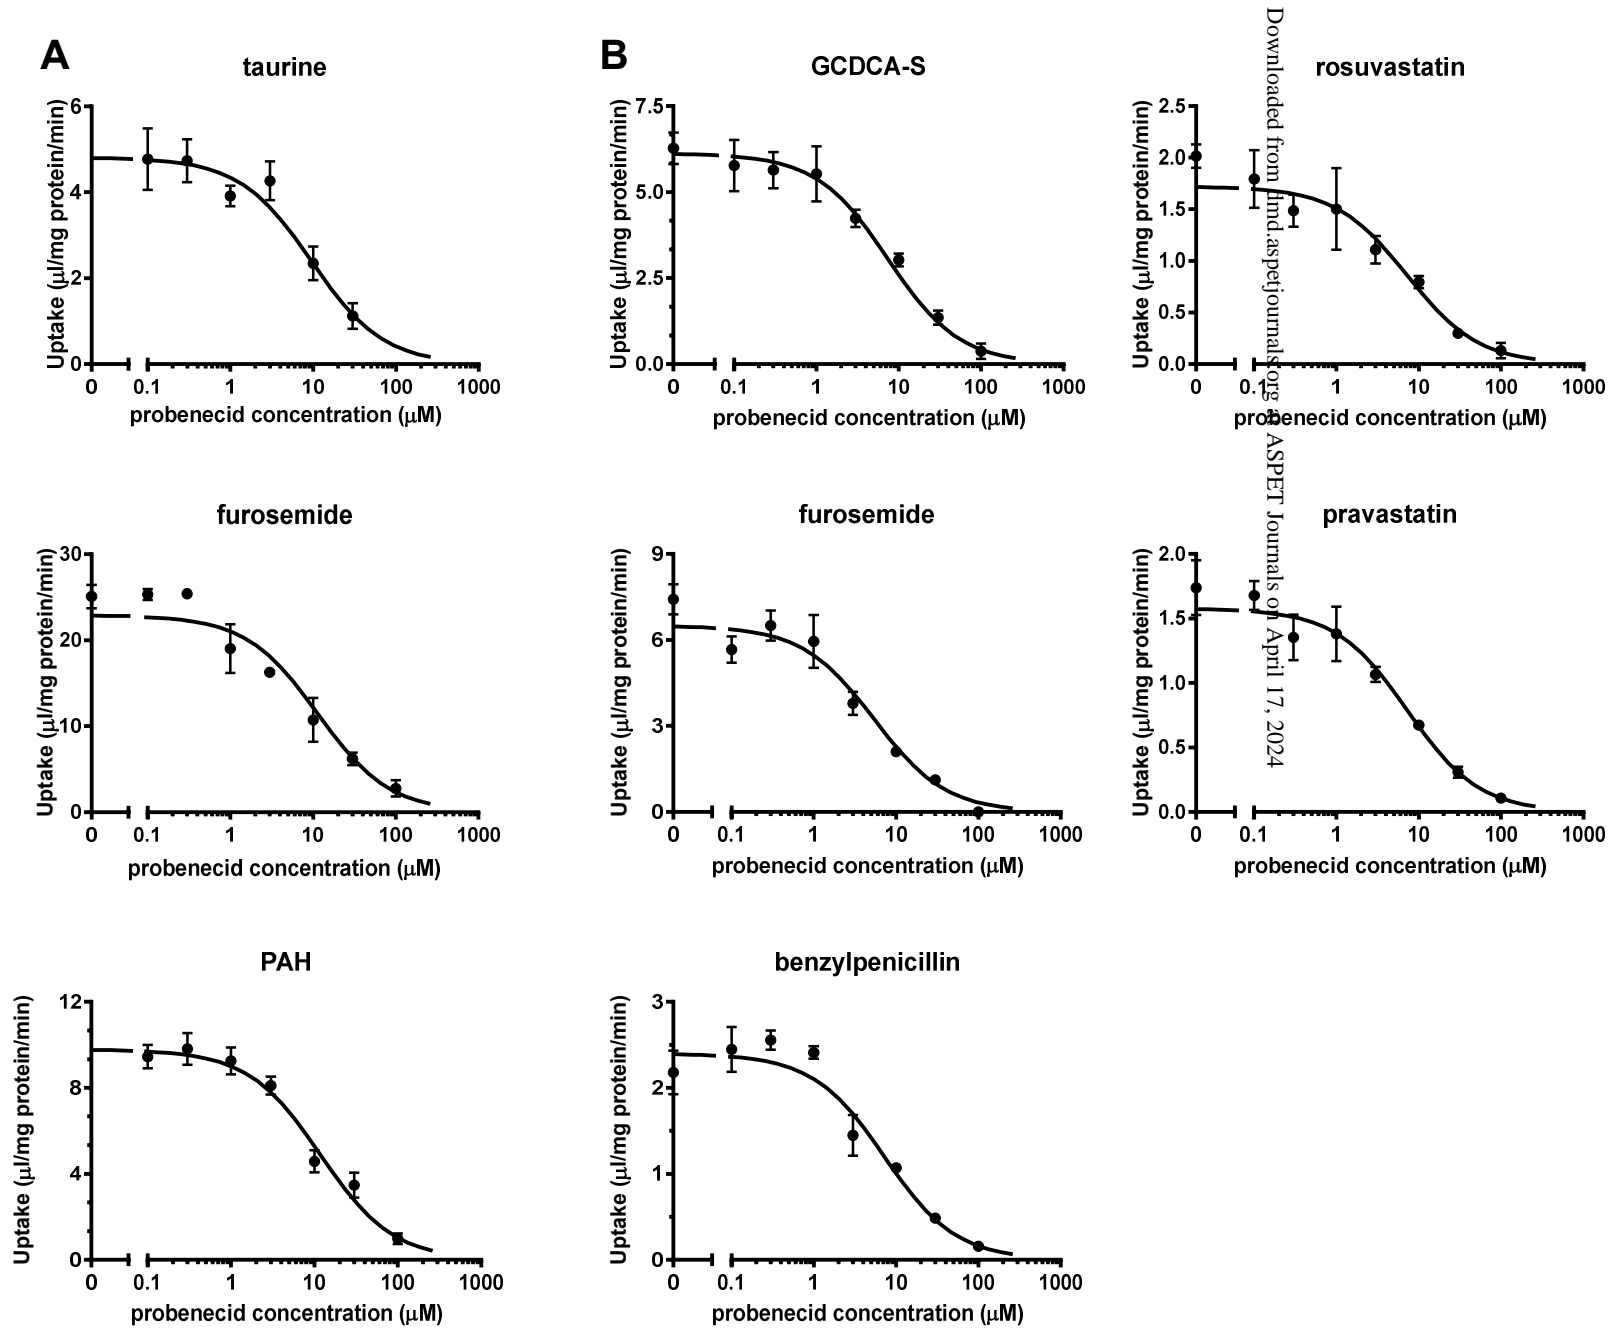 A
B
taurine
Uptake (μl/mg protein/min)
6
4
2
0
0 0.1 1 10 100 1000
probenecid concentration (μM)
GCDCA-S
Uptake (μl/mg protein/min)
7.5
5.0
2.5
0.0
0 0.1 1 10 100 1000
probenecid concentration (μM)
rosuvastatin
Uptake (μl/mg protein/min)
2.5
2.0
1.5
1.0
0.5
0.0
0 0.1 1 10 100 1000
probenecid concentration (μM)
furosemide
Uptake (μl/mg protein/min)
30
20
10
0
0 0.1 1 10 100 1000
probenecid concentration (μM)
furosemide
Uptake (μl/mg protein/min)
9
6
3
0
0 0.1 1 10 100 1000
probenecid concentration (μM)
pravastatin
Uptake (μl/mg protein/min)
2.0
1.5
1.0
0.5
0.0
0 0.1 1 10 100 1000
probenecid concentration (μM)
PAH
Uptake (μl/mg protein/min)
12
8
4
0
0 0.1 1 10 100 1000
probenecid concentration (μM)
benzylpenicillin
Uptake (μl/mg protein/min)
3
2
1
0
0 0.1 1 10 100 1000
probenecid concentration (μM)
Downloaded from dmd.aspetjournals.org at ASPET Journals on April 17, 2024